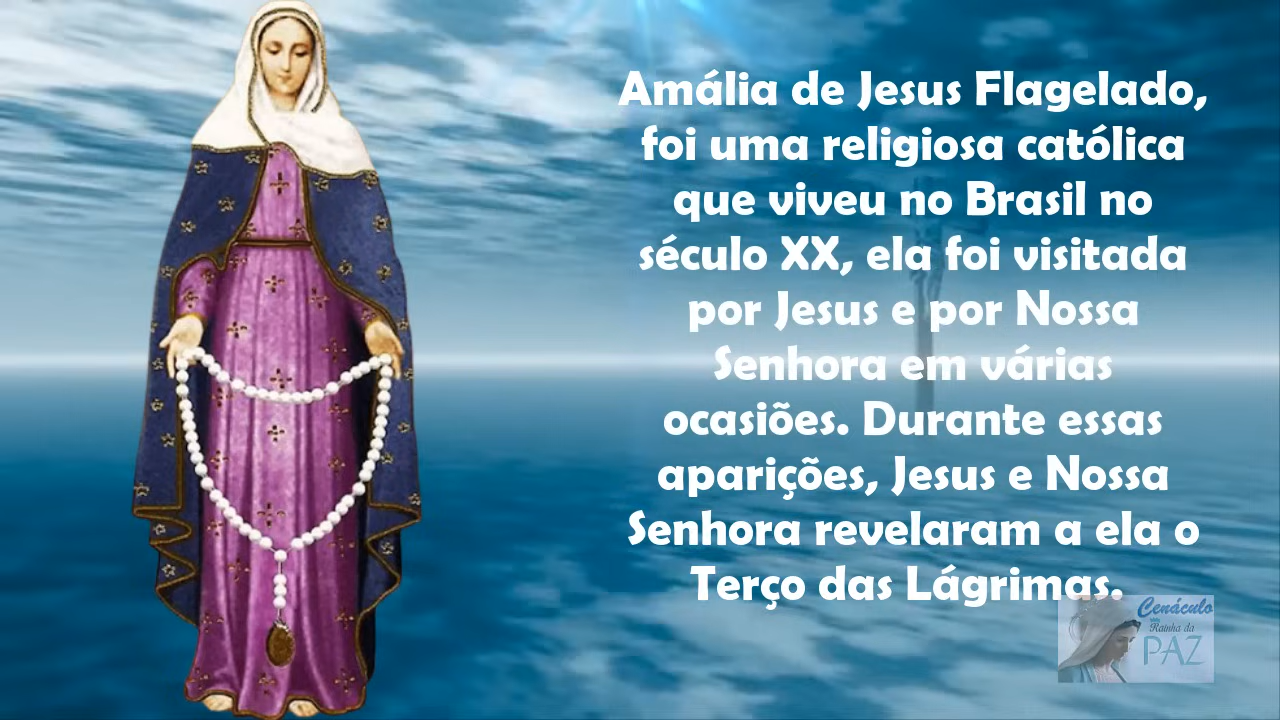 Amália de Jesus Flagelado,
foi uma religiosa católica
que viveu no Brasil no
século XX, ela foi visitada
por Jesus e por Nossa
Senhora em várias
ocasiões. Durante essas
aparições, Jesus e Nossa
Senhora revelaram a ela o
Terço das Lágrimas.
Cenáculo
Rainha da
PAZ